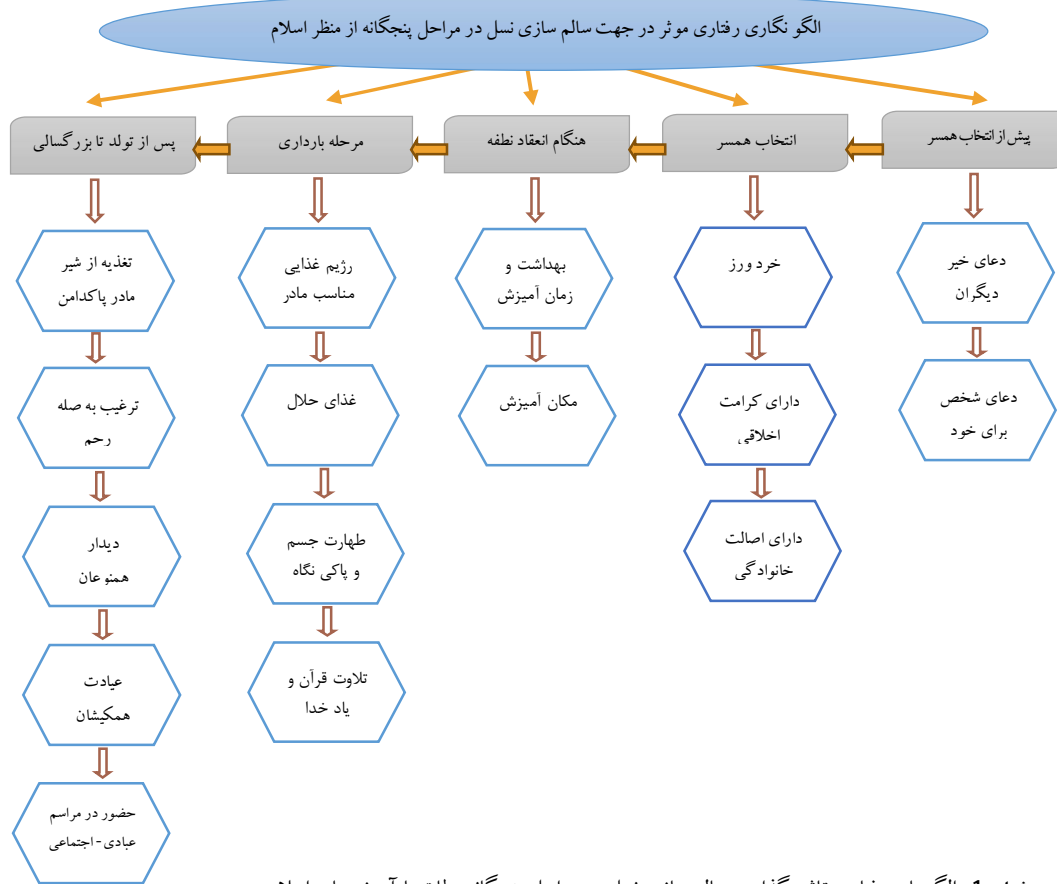 الگو نگاری رفتاری موثر در جهت سالم سازی نسل در مراحل پنجگانه از منظر اسلام
پیش از انتخاب همسر
انتخاب همسر
هنگام انعقاد نطفه
مرحله بارداری
پس از تولد تا بزرگسالی
دعای خیر
دیگران
دعای شخص
برای خود
خرد ورز
دارای کرامت
اخلاقی
دارای اصالت
خانوادگی
بهداشت و
زمان آمیزش
مکان آمیزش
رژیم غذایی
مناسب مادر
غذای حلال
طهارت جسم
و پاکی نگاه
تلاوت قرآن و
یاد خدا
تغذیه از شیر
مادر پاکدامن
ترغیب به صله
رحم
دیدار
همنوعان
عیادت
همکیشان
حضور در مراسم
عبادی - اجتماعی